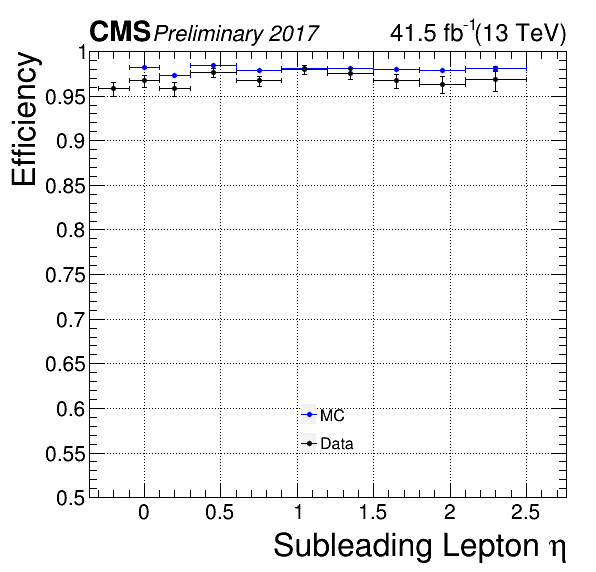 CMS Preliminary 2017 41.5 fb⁻¹(13 TeV)
Efficiency
1
0.95
0.9
0.85
0.8
0.75
0.7
0.65
0.6
0.55
0.5
MC
Data
0 0.5 1 1.5 2 2.5
Subleading Lepton η